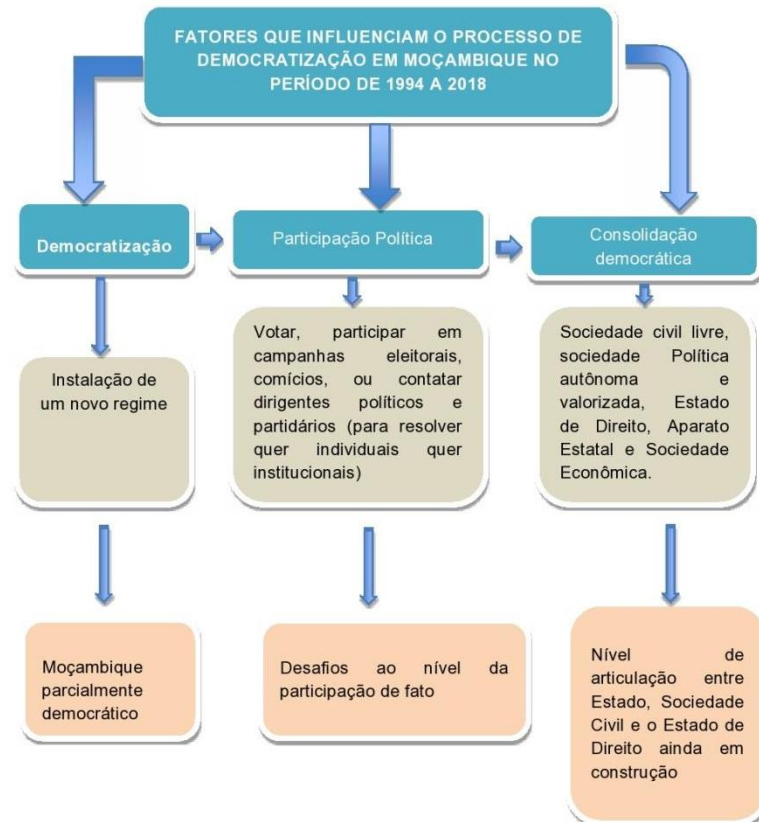 FATORES QUE INFLUENCIAM O PROCESSO DE
DEMOCRATIZAÇÃO EM MOÇAMBIQUE NO
PERÍODO DE 1994 A 2018
Democratização
Participação Política
Consolidação
democrática
Instalação de
um novo regime
Votar, participar em
campanhas eleitorais,
comícios, ou contatar
dirigentes políticos e
partidários (para resolver
quer individuais quer
institucionais)
Sociedade civil livre,
sociedade Política
autônoma e
valorizada, Estado
de Direito, Aparato
Estatal e Sociedade
Econômica.
Moçambique
parcialmente
democrático
Desafios ao nível da
participação de fato
Nível de
articulação entre
Estado, Sociedade
Civil e o Estado de
Direito ainda em
construção